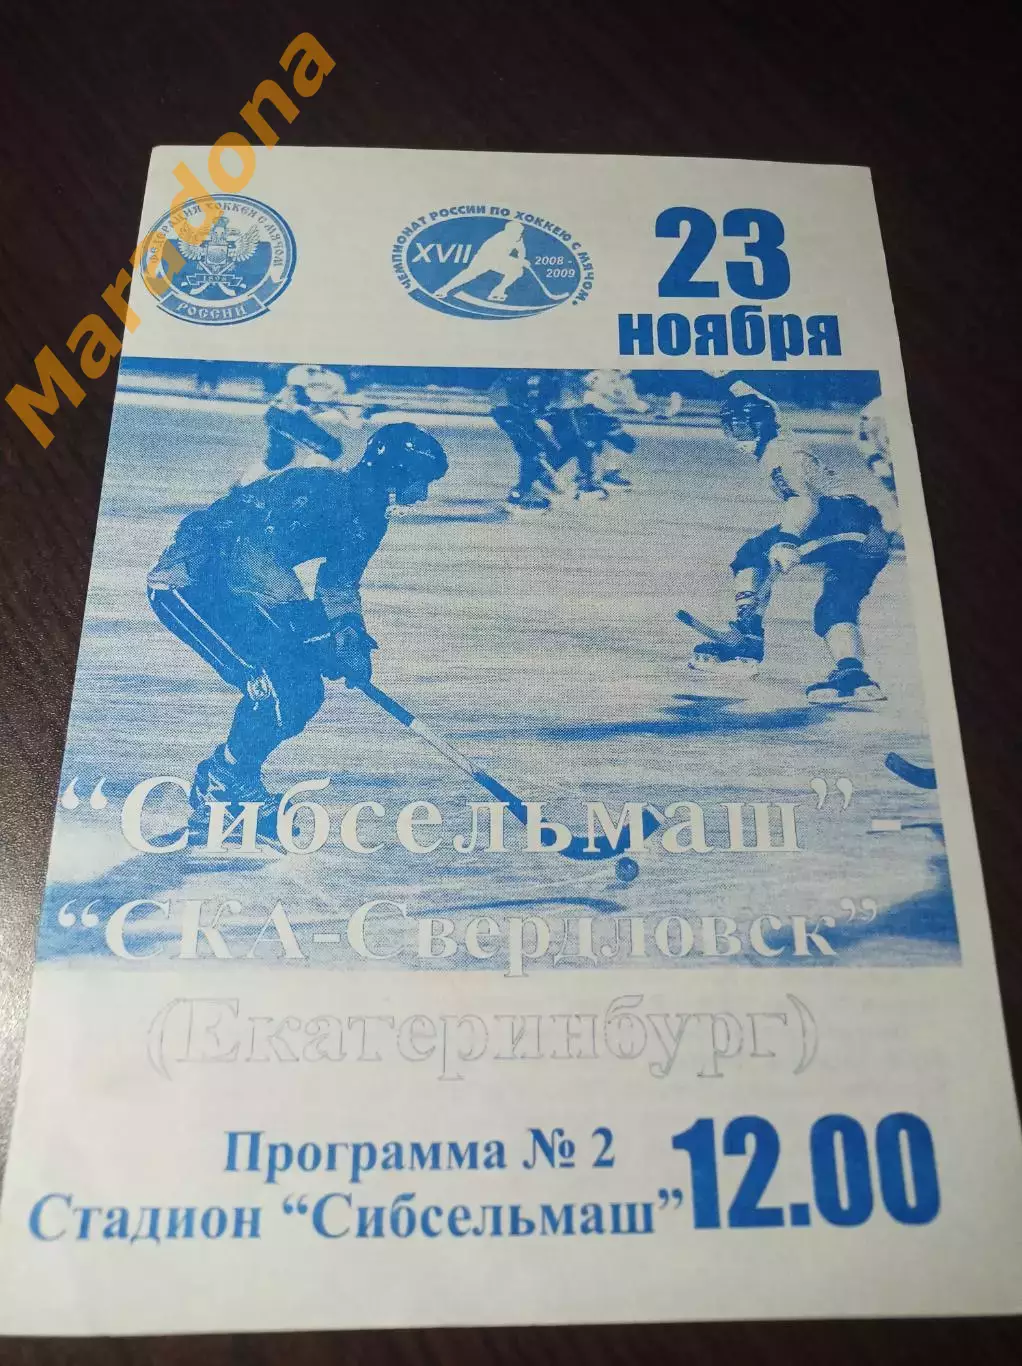 Maradona
ФЕДЕРАЦИЯ ХОККЕЯ С МЯЧОМ
РОССИИ
ЧЕМПИОНАТ РОССИИ ПО ХОККЕЮ С МЯЧОМ
XVII
2008 -
2009
23
ноября
“Сибсельмаш” -
“СКА-Свердловск”
(Екатеринбург)
Программа № 2
Стадион “Сибсельмаш”
12.00